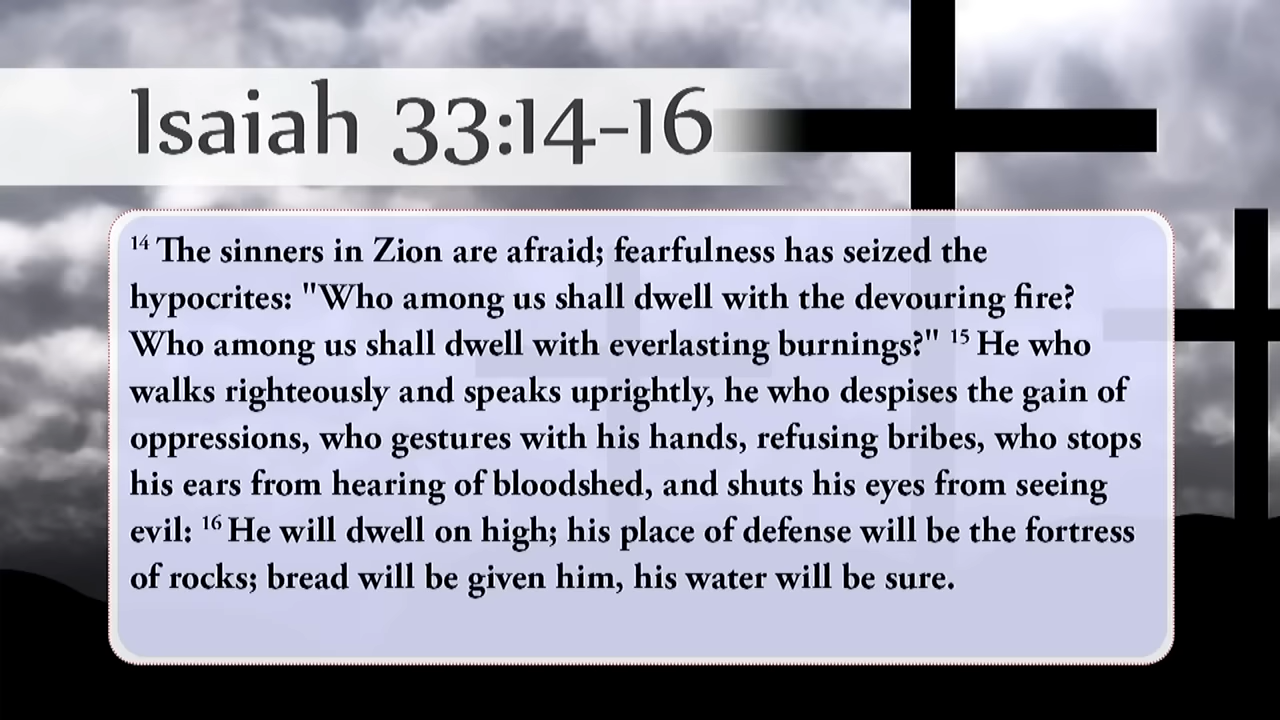 Isaiah 33:14-16
¹⁴ The sinners in Zion are afraid; fearfulness has seized the
hypocrites: "Who among us shall dwell with the devouring fire?
Who among us shall dwell with everlasting burnings?" ¹⁵ He who
walks righteously and speaks uprightly, he who despises the gain of
oppressions, who gestures with his hands, refusing bribes, who stops
his ears from hearing of bloodshed, and shuts his eyes from seeing
evil: ¹⁶ He will dwell on high; his place of defense will be the fortress
of rocks; bread will be given him, his water will be sure.